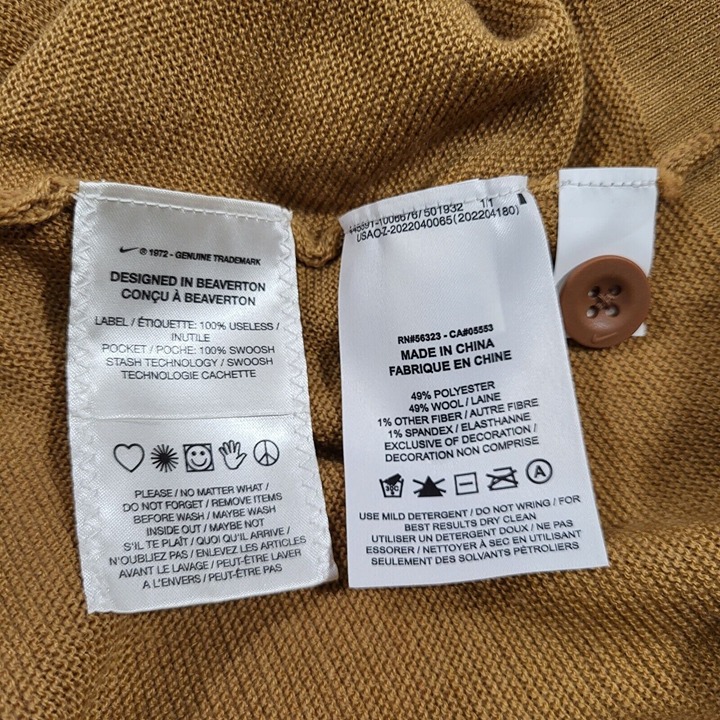 ® 1972 - GENUINE TRADEMARK
DESIGNED IN BEAVERTON
CONÇU À BEAVERTON
LABEL / ÉTIQUETTE: 100% USELESS /
INUTILE
POCKET / POCHE: 100% SWOOSH
STASH TECHNOLOGY / SWOOSH
TECHNOLOGIE CACHETTE
PLEASE / NO MATTER WHAT /
DO NOT FORGET / REMOVE ITEMS
BEFORE WASH / MAYBE WASH
INSIDE OUT / MAYBE NOT
S'IL TE PLAÎT / QUOI QU'IL ARRIVE /
N'OUBLIEZ PAS / ENLEVEZ LES ARTICLES
AVANT LE LAVAGE / PEUT-ÊTRE LAVER
A L'ENVERS / PEUT-ÊTRE PAS
1/1
USAO-Z-2022040065 (202204180)
RN#56323 - CA#05553
MADE IN CHINA
FABRIQUE EN CHINE
49% POLYESTER
49% WOOL / LAINE
1% OTHER FIBER / AUTRE FIBRE
1% SPANDEX / ELASTHANNE
EXCLUSIVE OF DECORATION /
DECORATION NON COMPRISE
30C
A
USE MILD DETERGENT / DO NOT WRING / FOR
BEST RESULTS DRY CLEAN
UTILISER UN DETERGENT DOUX / NE PAS
ESSORER / NETTOYER À SEC EN UTILISANT
SEULEMENT DES SOLVANTS PÉTROLIERS